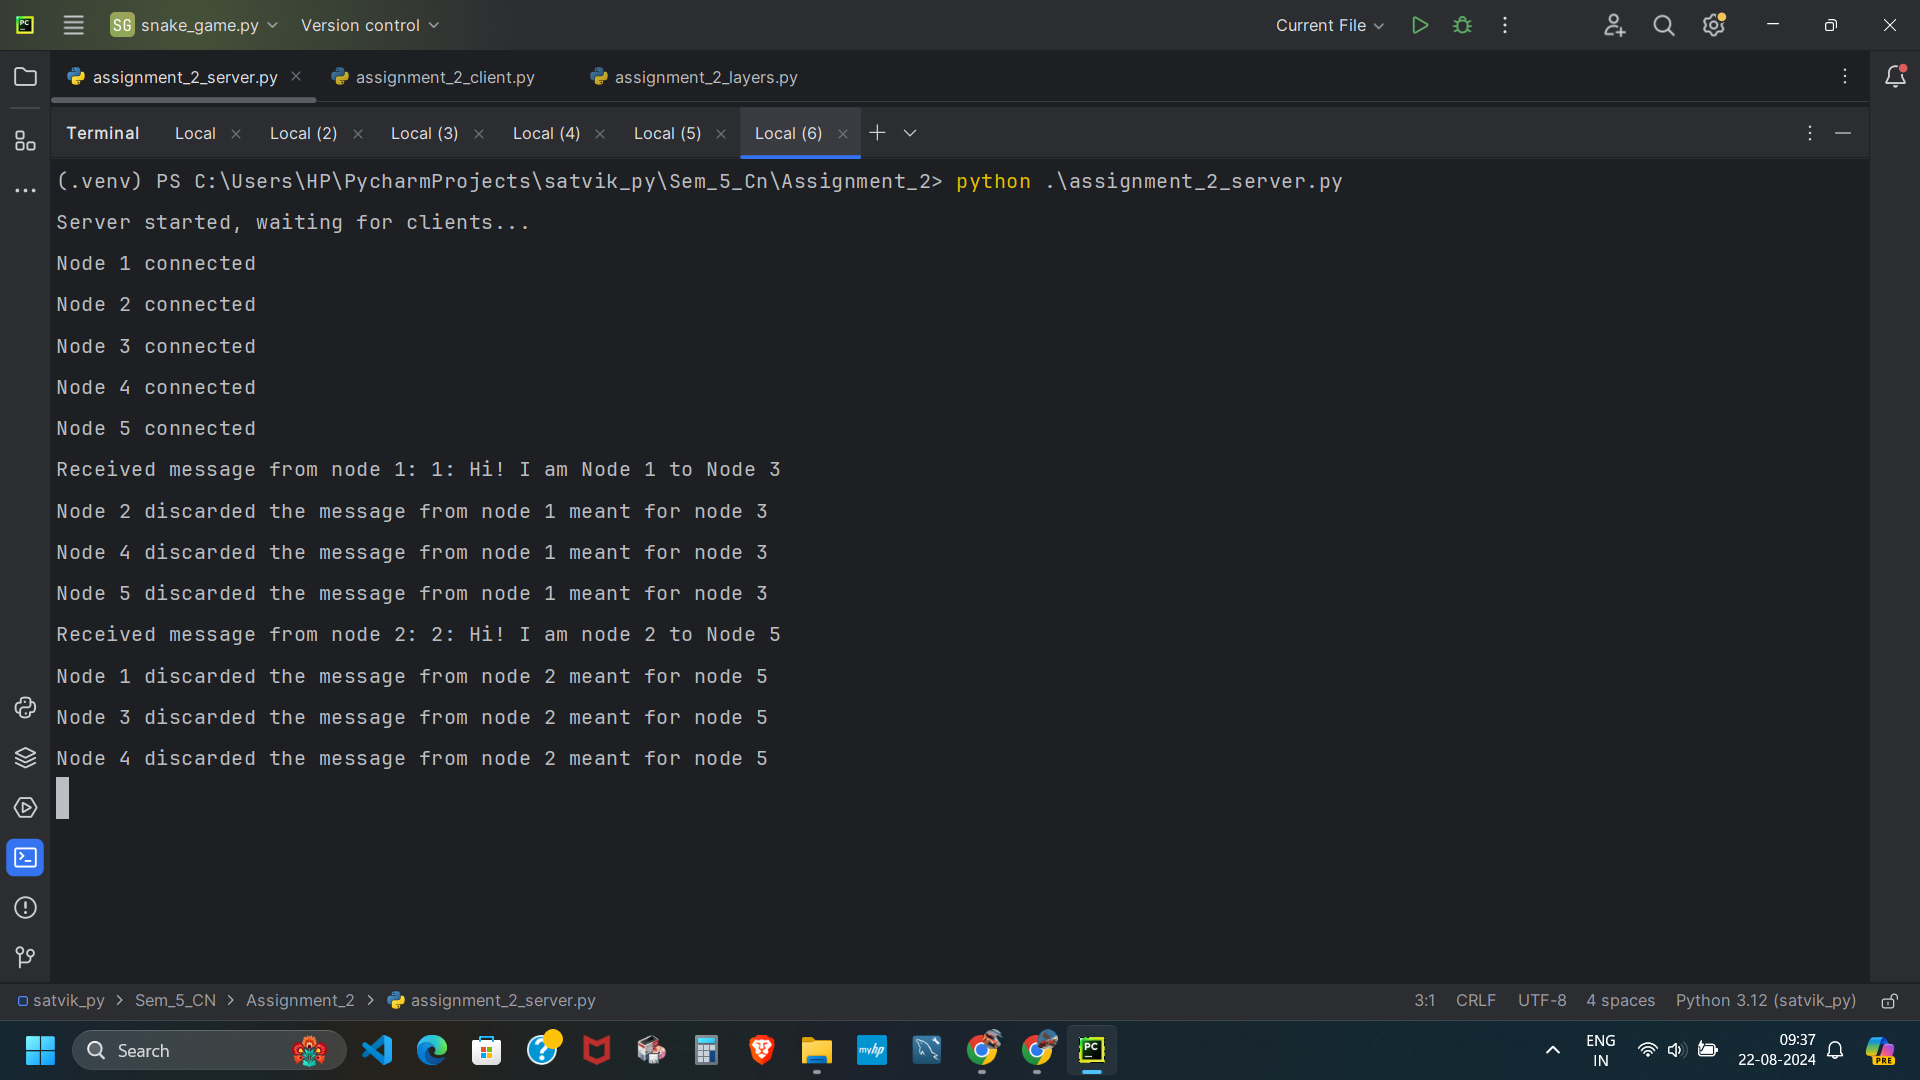 PC SG snake_game.py Version control Current File
assignment_2_server.py assignment_2_client.py assignment_2_layers.py
Terminal Local Local (2) Local (3) Local (4) Local (5) Local (6)
(.venv) PS C:\Users\HP\PycharmProjects\satvik_py\Sem_5_Cn\Assignment_2> python .\assignment_2_server.py
Server started, waiting for clients...
Node 1 connected
Node 2 connected
Node 3 connected
Node 4 connected
Node 5 connected
Received message from node 1: 1: Hi! I am Node 1 to Node 3
Node 2 discarded the message from node 1 meant for node 3
Node 4 discarded the message from node 1 meant for node 3
Node 5 discarded the message from node 1 meant for node 3
Received message from node 2: 2: Hi! I am node 2 to Node 5
Node 1 discarded the message from node 2 meant for node 5
Node 3 discarded the message from node 2 meant for node 5
Node 4 discarded the message from node 2 meant for node 5
satvik_py > Sem_5_CN > Assignment_2 > assignment_2_server.py 3:1 CRLF UTF-8 4 spaces Python 3.12 (satvik_py)
Search myhp PC ENG 09:37
IN 22-08-2024 PRE